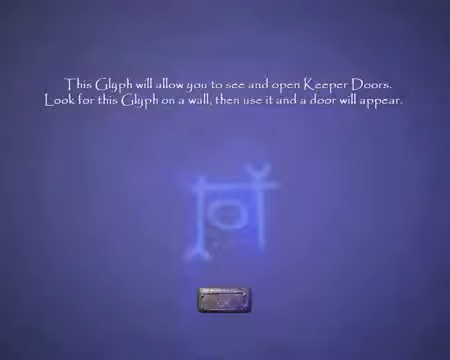 This Glyph will allow you to see and open Keeper Doors.
Look for this Glyph on a wall, then use it and a door will appear.